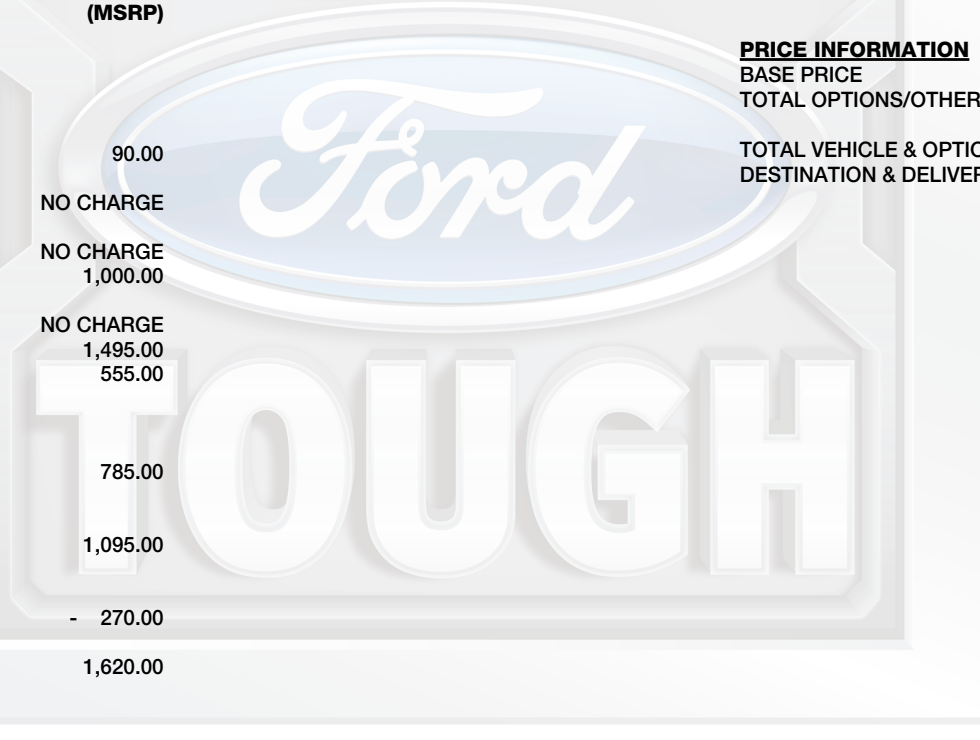 (MSRP)
90.00
NO CHARGE
NO CHARGE
1,000.00
NO CHARGE
1,495.00
555.00
785.00
1,095.00
- 270.00
1,620.00
PRICE INFORMATION
BASE PRICE
TOTAL OPTIONS/OTHER
TOTAL VEHICLE & OPTIO
DESTINATION & DELIVER
Ford
TOUGH